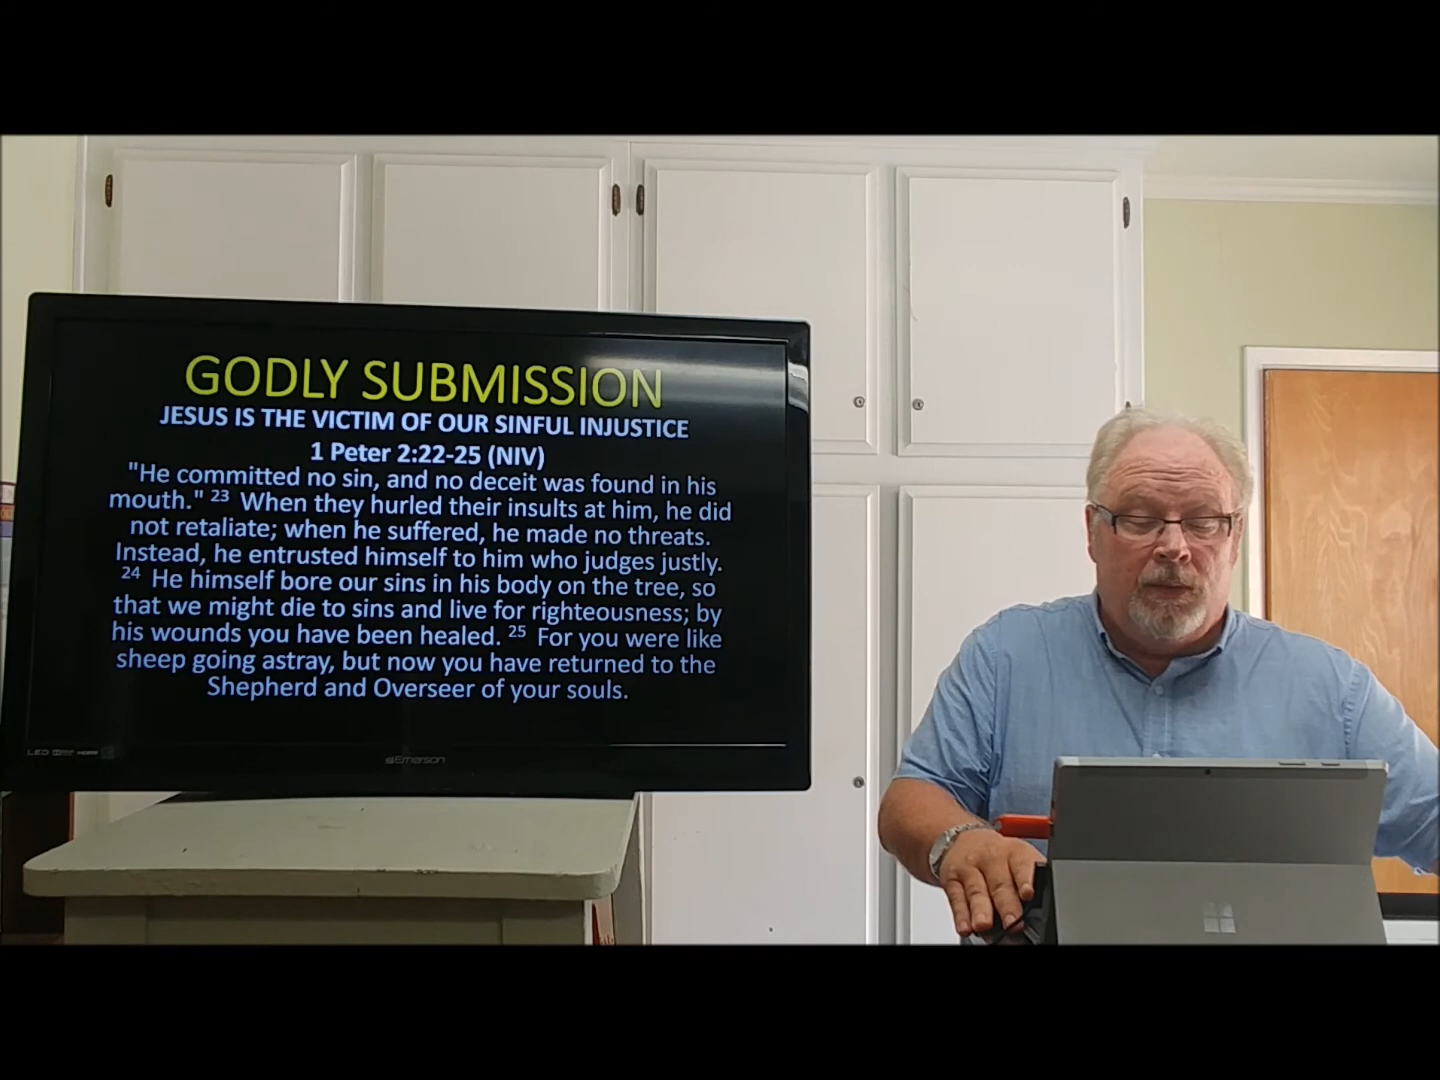 GODLY SUBMISSION
JESUS IS THE VICTIM OF OUR SINFUL INJUSTICE
1 Peter 2:22-25 (NIV)
"He committed no sin, and no deceit was found in his
mouth." 23 When they hurled their insults at him, he did
not retaliate; when he suffered, he made no threats.
Instead, he entrusted himself to him who judges justly.
24 He himself bore our sins in his body on the tree, so
that we might die to sins and live for righteousness; by
his wounds you have been healed. 25 For you were like
sheep going astray, but now you have returned to the
Shepherd and Overseer of your souls.
LED HDMI
Emerson